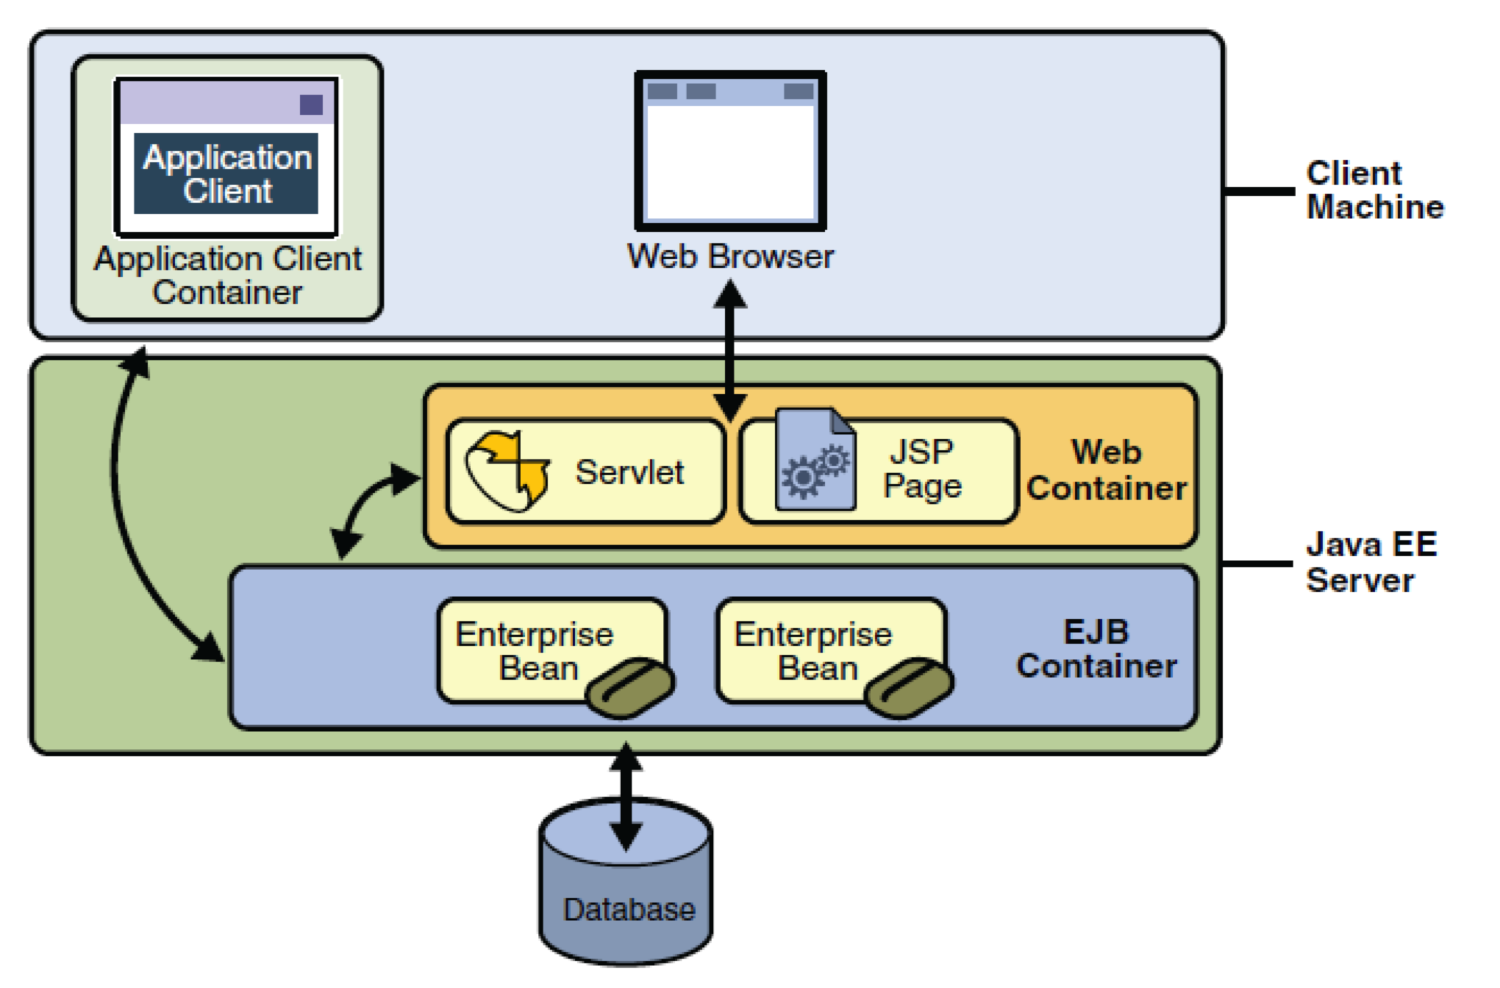 Application
Client
Application Client
Container
Web Browser
Client
Machine
Servlet
JSP
Page
Web
Container
Java EE
Server
Enterprise
Bean
Enterprise
Bean
EJB
Container
Database